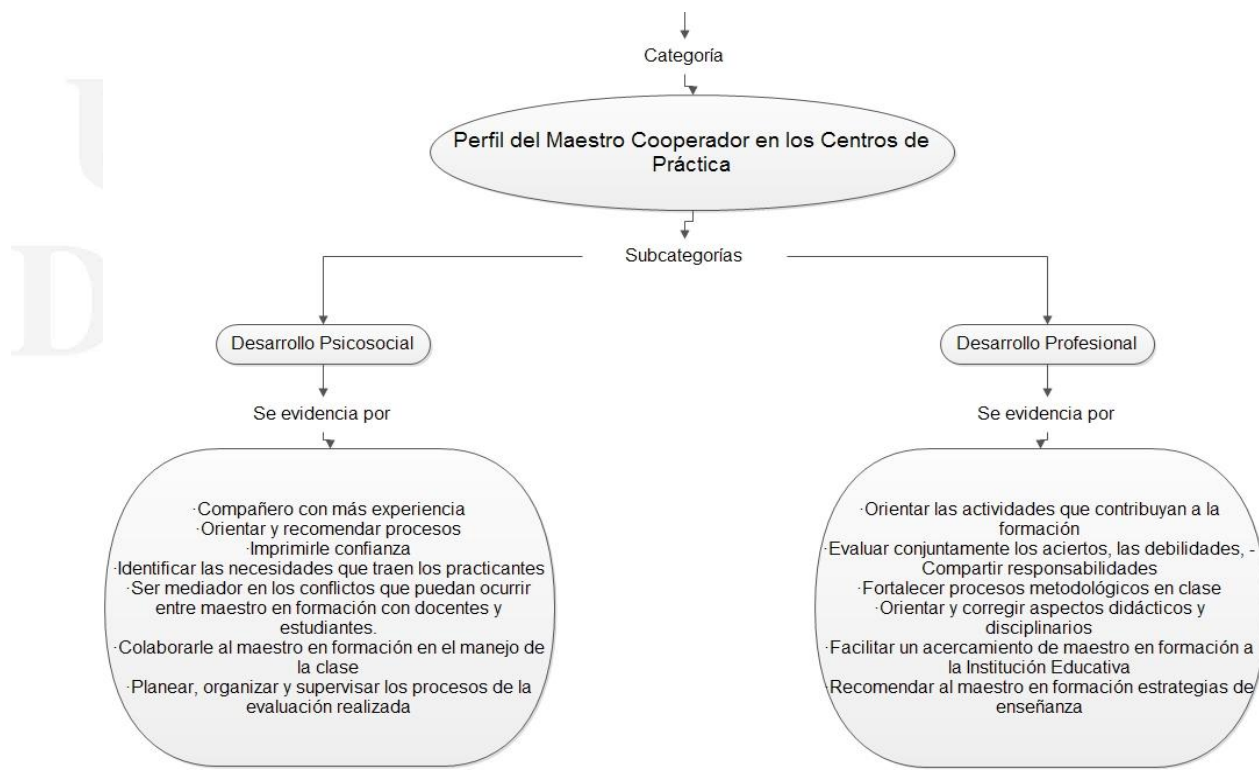 Categoría
Perfil del Maestro Cooperador en los Centros de
Práctica
Subcategorías
Desarrollo Psicosocial
Se evidencia por
·Compañero con más experiencia
·Orientar y recomendar procesos
·Imprimirle confianza
·Identificar las necesidades que traen los practicantes
·Ser mediador en los conflictos que puedan ocurrir
entre maestro en formación con docentes y
estudiantes.
·Colaborarle al maestro en formación en el manejo de
la clase
·Planear, organizar y supervisar los procesos de la
evaluación realizada
Desarrollo Profesional
Se evidencia por
·Orientar las actividades que contribuyan a la
formación
·Evaluar conjuntamente los aciertos, las debilidades, -
Compartir responsabilidades
·Fortalecer procesos metodológicos en clase
·Orientar y corregir aspectos didácticos y
disciplinarios
·Facilitar un acercamiento de maestro en formación a
la Institución Educativa
·Recomendar al maestro en formación estrategias de
enseñanza